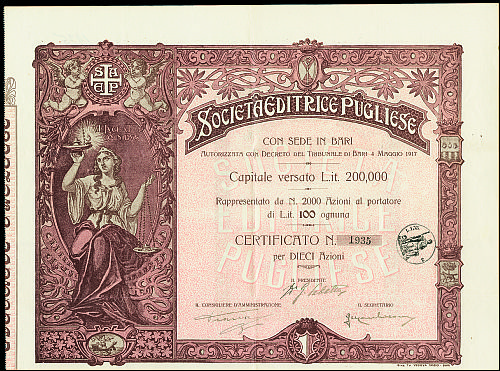 SOCIETÀ EDITRICE PUGLIESE
CON SEDE IN BARI
AUTORIZZATA CON DECRETO DEL TRIBUNALE DI BARI 4 MAGGIO 1917
Capitale versato L.it. 200,000
Rappresentato da N. 2000 Azioni al portatore
di L.it. 100 ognuna
CERTIFICATO N. 1935
per DIECI Azioni
IL PRESIDENTE
IL CONSIGLIERE D'AMMINISTRAZIONE
IL SEGRETARIO
1